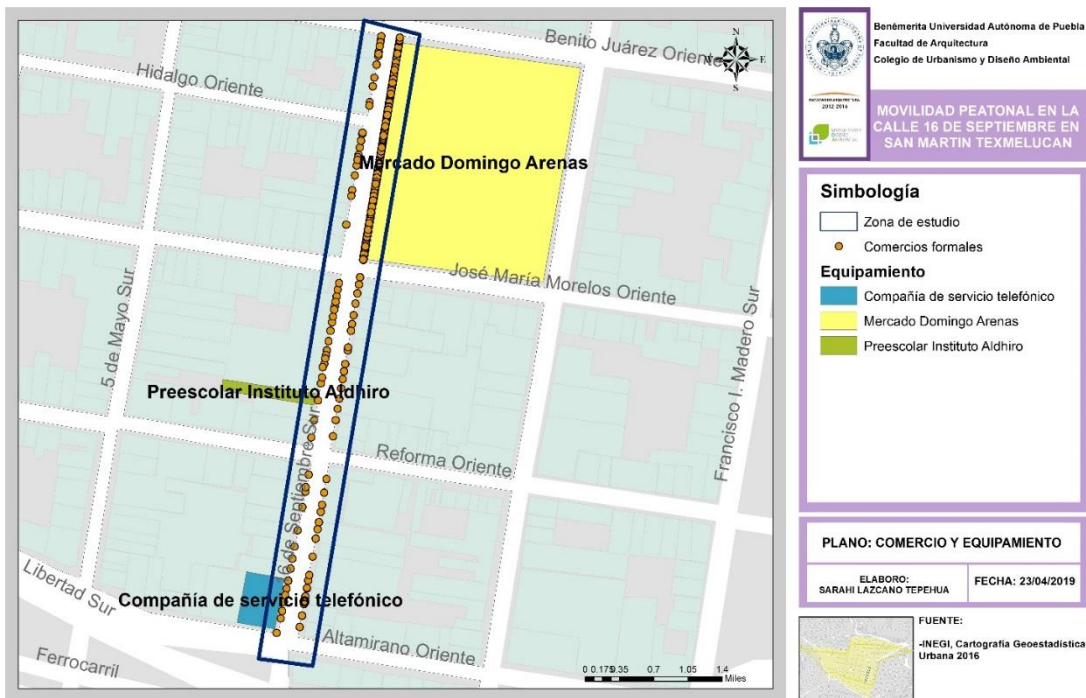 Benito Juárez Oriente
Hidalgo Oriente
N
E
S
Mercado Domingo Arenas
José María Morelos Oriente
5 de Mayo Sur
Francisco I. Madero Sur
Preescolar Instituto Aldhiro
16 de Septiembre Sur
Reforma Oriente
Libertad Sur
Compañía de servicio telefónico
Altamirano Oriente
Ferrocarril
0 0.175 0.35 0.7 1.05 1.4
Miles
Benémerita Universidad Autónoma de Puebla
Facultad de Arquitectura
Colegio de Urbanismo y Diseño Ambiental
2012-2016
MOVILIDAD PEATONAL EN LA
CALLE 16 DE SEPTIEMBRE EN
SAN MARTIN TEXMELUCAN
Simbología
Zona de estudio
Comercios formales
Equipamiento
Compañía de servicio telefónico
Mercado Domingo Arenas
Preescolar Instituto Aldhiro
PLANO: COMERCIO Y EQUIPAMIENTO
ELABORO:
SARAHI LAZCANO TEPEHUA
FECHA: 23/04/2019
FUENTE:
-INEGI, Cartografía Geoestadística
Urbana 2016